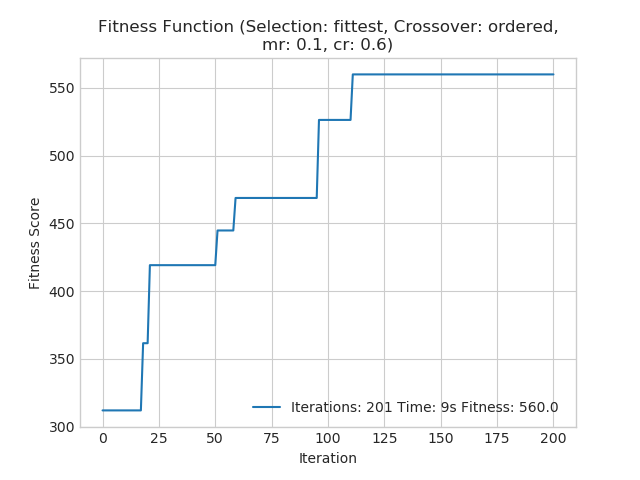 Fitness Function (Selection: fittest, Crossover: ordered,
mr: 0.1, cr: 0.6)
Fitness Score
550
500
450
400
350
300
Iterations: 201 Time: 9s Fitness: 560.0
0 25 50 75 100 125 150 175 200
Iteration